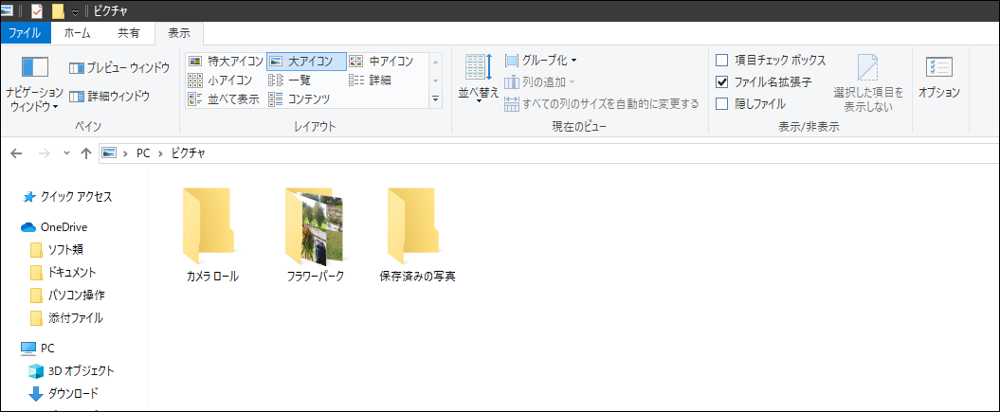 ピクチャ
ファイル ホーム 共有 表示
ナビゲーション
ウィンドウ
プレビュー ウィンドウ
詳細ウィンドウ
ペイン
特大アイコン 大アイコン 中アイコン
小アイコン 一覧 詳細
並べて表示 コンテンツ
レイアウト
並べ替え
グループ化
列の追加
すべての列のサイズを自動的に変更する
現在のビュー
項目チェック ボックス
ファイル名拡張子
隠しファイル
選択した項目を
表示しない
表示/非表示
オプション
PC ピクチャ
クイック アクセス
OneDrive
ソフト類
ドキュメント
パソコン操作
添付ファイル
PC
3D オブジェクト
ダウンロード
カメラ ロール
フラワーパーク
保存済みの写真